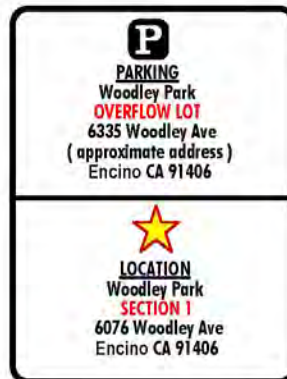 P
PARKING
Woodley Park
OVERFLOW LOT
6335 Woodley Ave
( approximate address )
Encino CA 91406
LOCATION
Woodley Park
SECTION 1
6076 Woodley Ave
Encino CA 91406